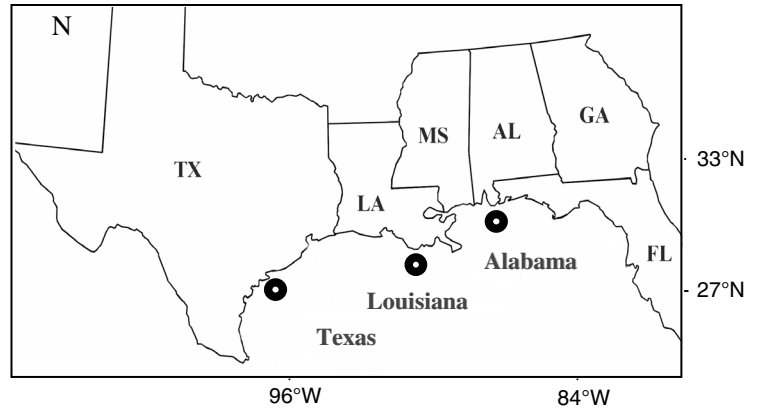 N
GA
MS
AL
33°N
TX
LA
FL
Alabama
27°N
Louisiana
Texas
96°W
84°W